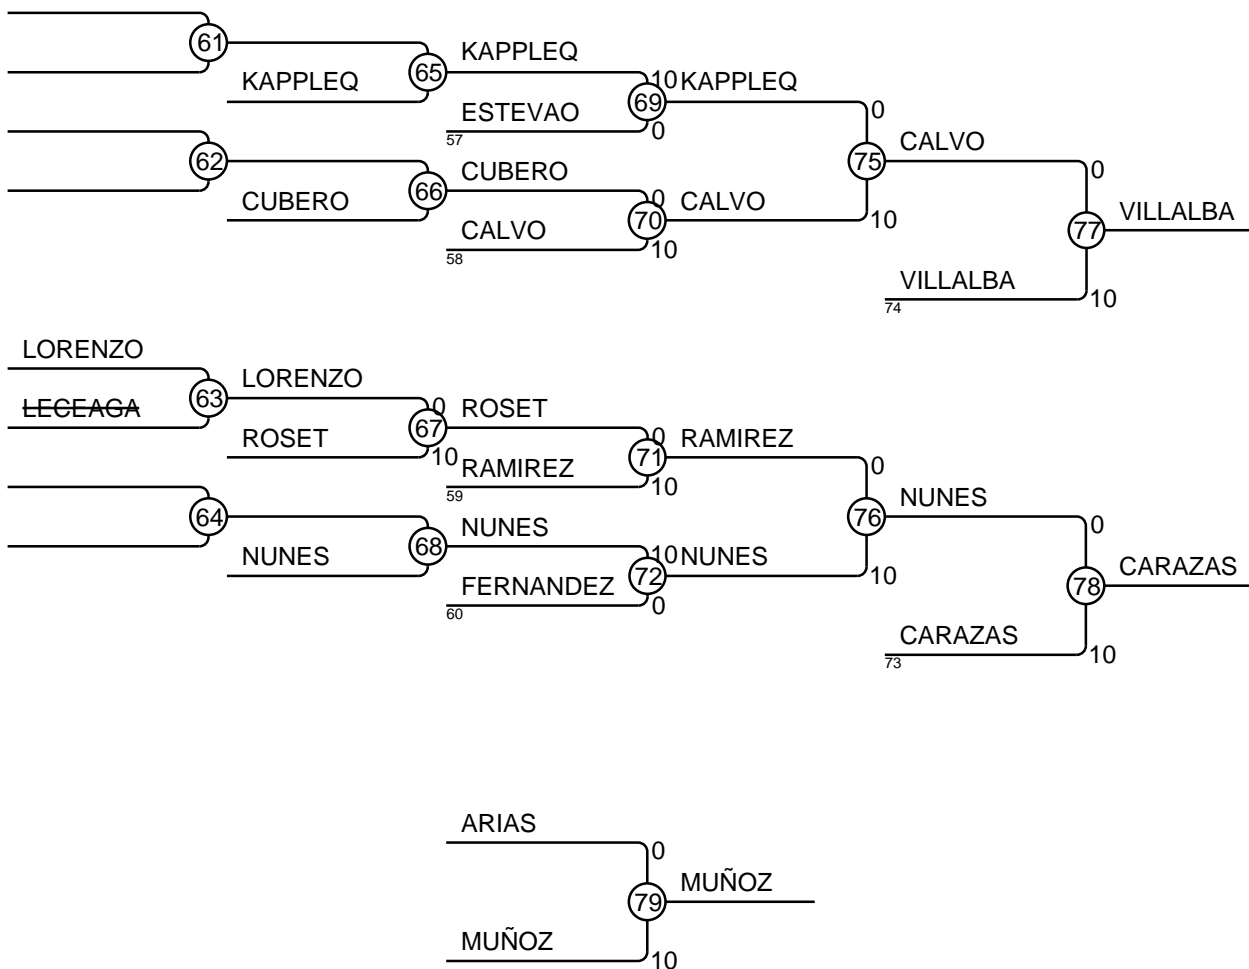 61
KAPPLEQ
65
KAPPLEQ
10
69
KAPPLEQ
ESTEVAO
57
0
0
62
CUBERO
66
CUBERO
0
70
CALVO
CALVO
58
10
75
CALVO
10
0
77
VILLALBA
VILLALBA
74
10
LORENZO
LECEAGA
63
LORENZO
0
67
ROSET
ROSET
10
0
71
RAMIREZ
RAMIREZ
59
10
0
64
NUNES
68
NUNES
10
72
NUNES
FERNANDEZ
60
0
76
NUNES
10
0
78
CARAZAS
CARAZAS
73
10
ARIAS
0
79
MUÑOZ
MUÑOZ
10